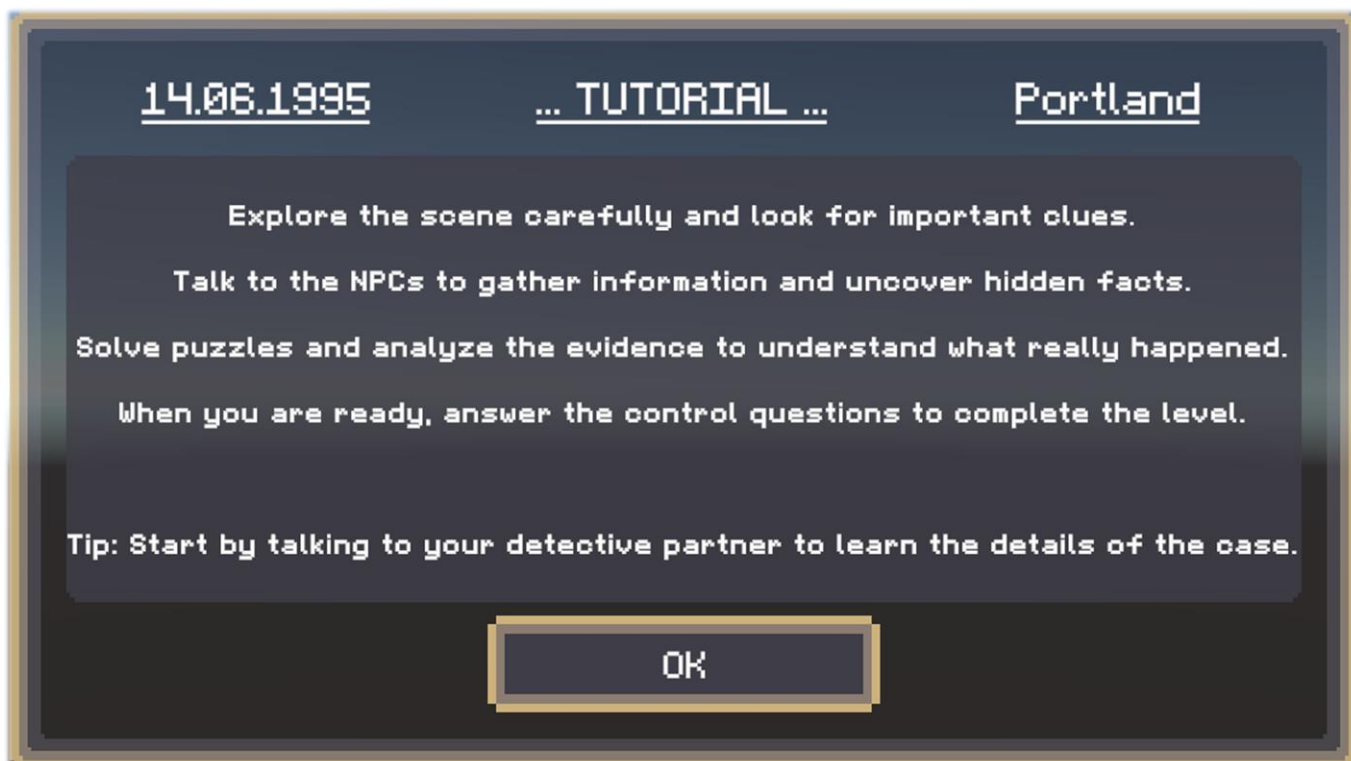 14.06.1995 ... TUTORIAL ... Portland
Explore the scene carefully and look for important clues.
Talk to the NPCs to gather information and uncover hidden facts.
Solve puzzles and analyze the evidence to understand what really happened.
When you are ready, answer the control questions to complete the level.
Tip: Start by talking to your detective partner to learn the details of the case.
OK